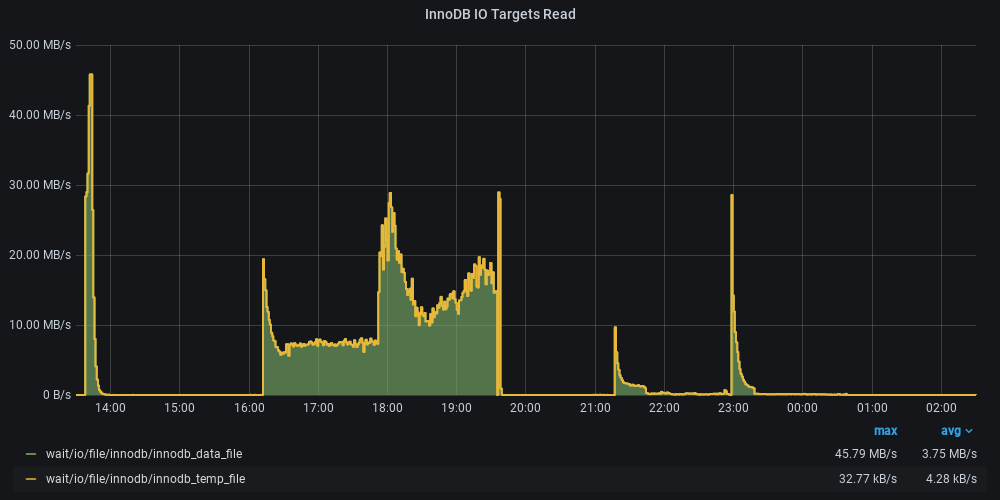 InnoDB IO Targets Read
50.00 MB/s
40.00 MB/s
30.00 MB/s
20.00 MB/s
10.00 MB/s
0 B/s
14:00 15:00 16:00 17:00 18:00 19:00 20:00 21:00 22:00 23:00 00:00 01:00 02:00
max avg
wait/io/file/innodb/innodb_data_file 45.79 MB/s 3.75 MB/s
wait/io/file/innodb/innodb_temp_file 32.77 kB/s 4.28 kB/s